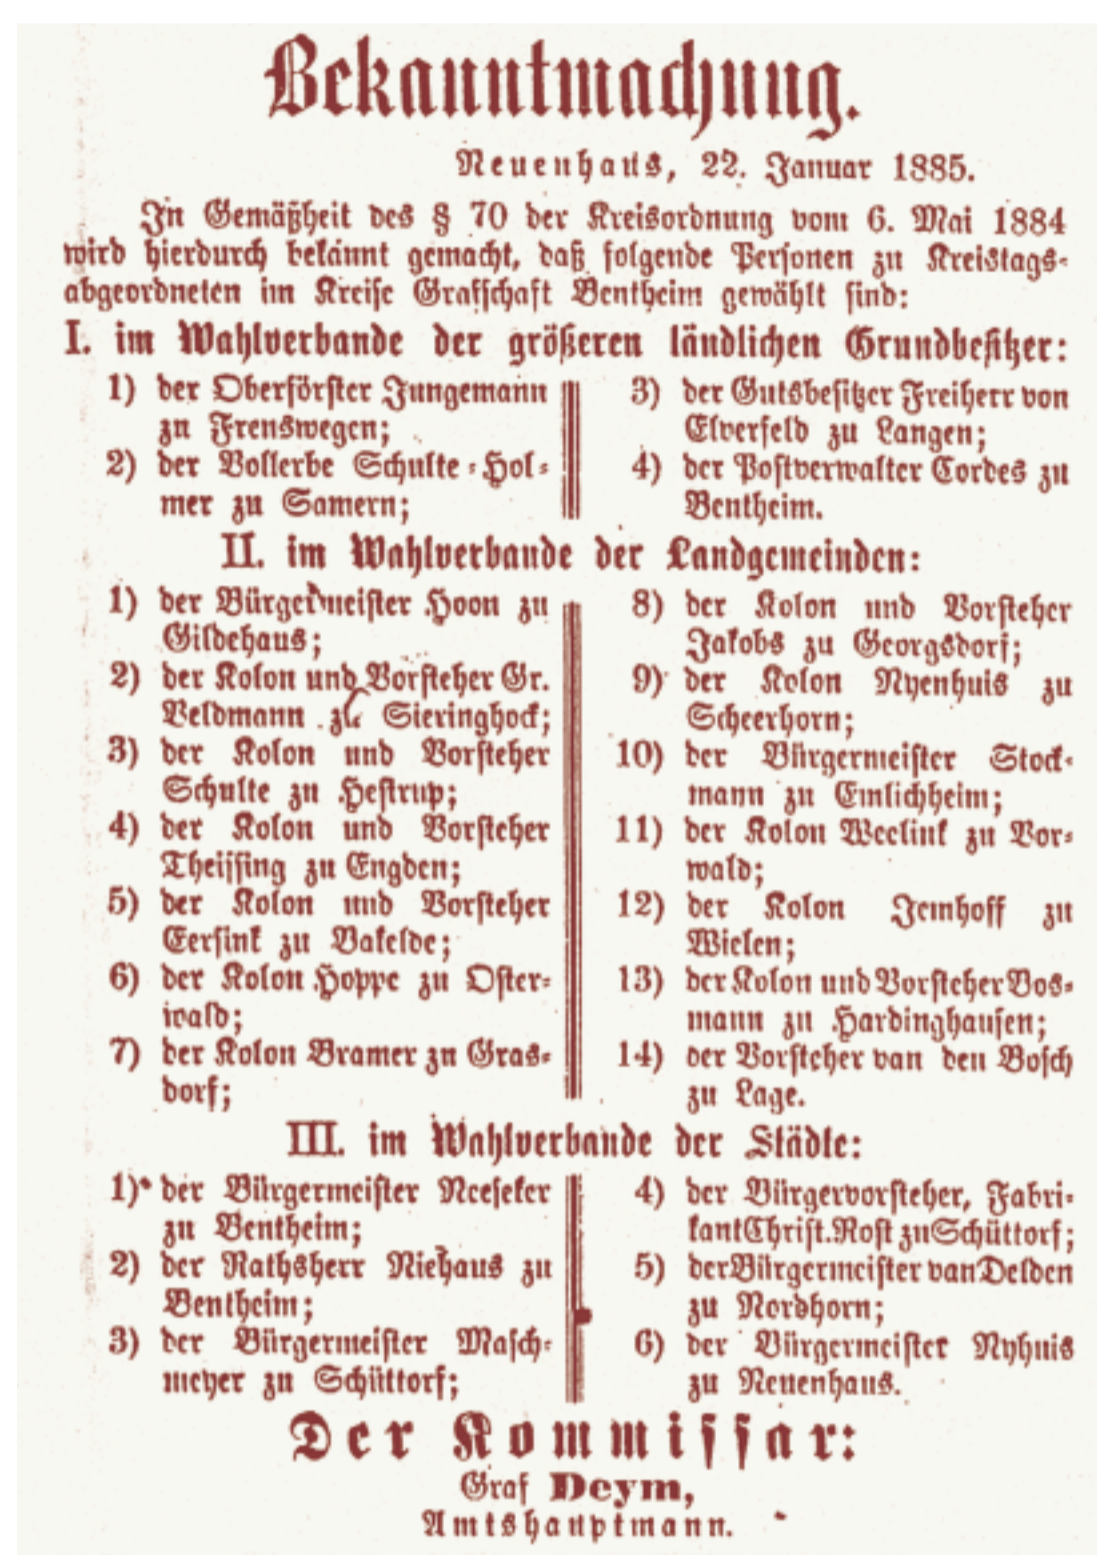 Bekanntmachung.
Neuenhaus, 22. Januar 1885.
In Gemäßheit des § 70 der Kreisordnung vom 6. Mai 1884
wird hierdurch bekannt gemacht, daß folgende Personen zu Kreistags-
abgeordneten im Kreise Grafschaft Bentheim gewählt sind:
I. im Wahlverbande der größeren ländlichen Grundbesitzer:
1) der Oberförster Jungemann
zu Frenswegen;
2) der Vollerbe Schulte-Hol-
mer zu Samern;
3) der Gutsbesitzer Freiherr von
Elverfeld zu Langen;
4) der Postverwalter Cordes zu
Bentheim.
II. im Wahlverbande der Landgemeinden:
1) der Bürgermeister Hoon zu
Gildehaus;
2) der Kolon und Vorsteher Gr.
Veldmann zu Sieringhoek;
3) der Kolon und Vorsteher
Schulte zu Hestrup;
4) der Kolon und Vorsteher
Theissing zu Engden;
5) der Kolon und Vorsteher
Eersink zu Bakelde;
6) der Kolon Hoppe zu Oster-
wald;
7) der Kolon Bramer zu Gras-
dorf;
8) der Kolon und Vorsteher
Jakobs zu Georgsdorf;
9) der Kolon Nyenhuis zu
Scheerhorn;
10) der Bürgermeister Stock-
mann zu Emlichheim;
11) der Kolon Weelink zu Vor-
wald;
12) der Kolon Jemhoff zu
Wielen;
13) der Kolon und Vorsteher Bos-
mann zu Hardinghausen;
14) der Vorsteher van den Bosch
zu Lage.
III. im Wahlverbande der Städte:
1) der Bürgermeister Neeseker
zu Bentheim;
2) der Rathsherr Niehaus zu
Bentheim;
3) der Bürgermeister Masch-
meyer zu Schüttorf;
4) der Bürgervorsteher, Fabri-
kant Christ. Rost zu Schüttorf;
5) der Bürgermeister van Delden
zu Nordhorn;
6) der Bürgermeister Nyhuis
zu Neuenhaus.
Der Kommissar:
Graf Deym,
Amtshauptmann.